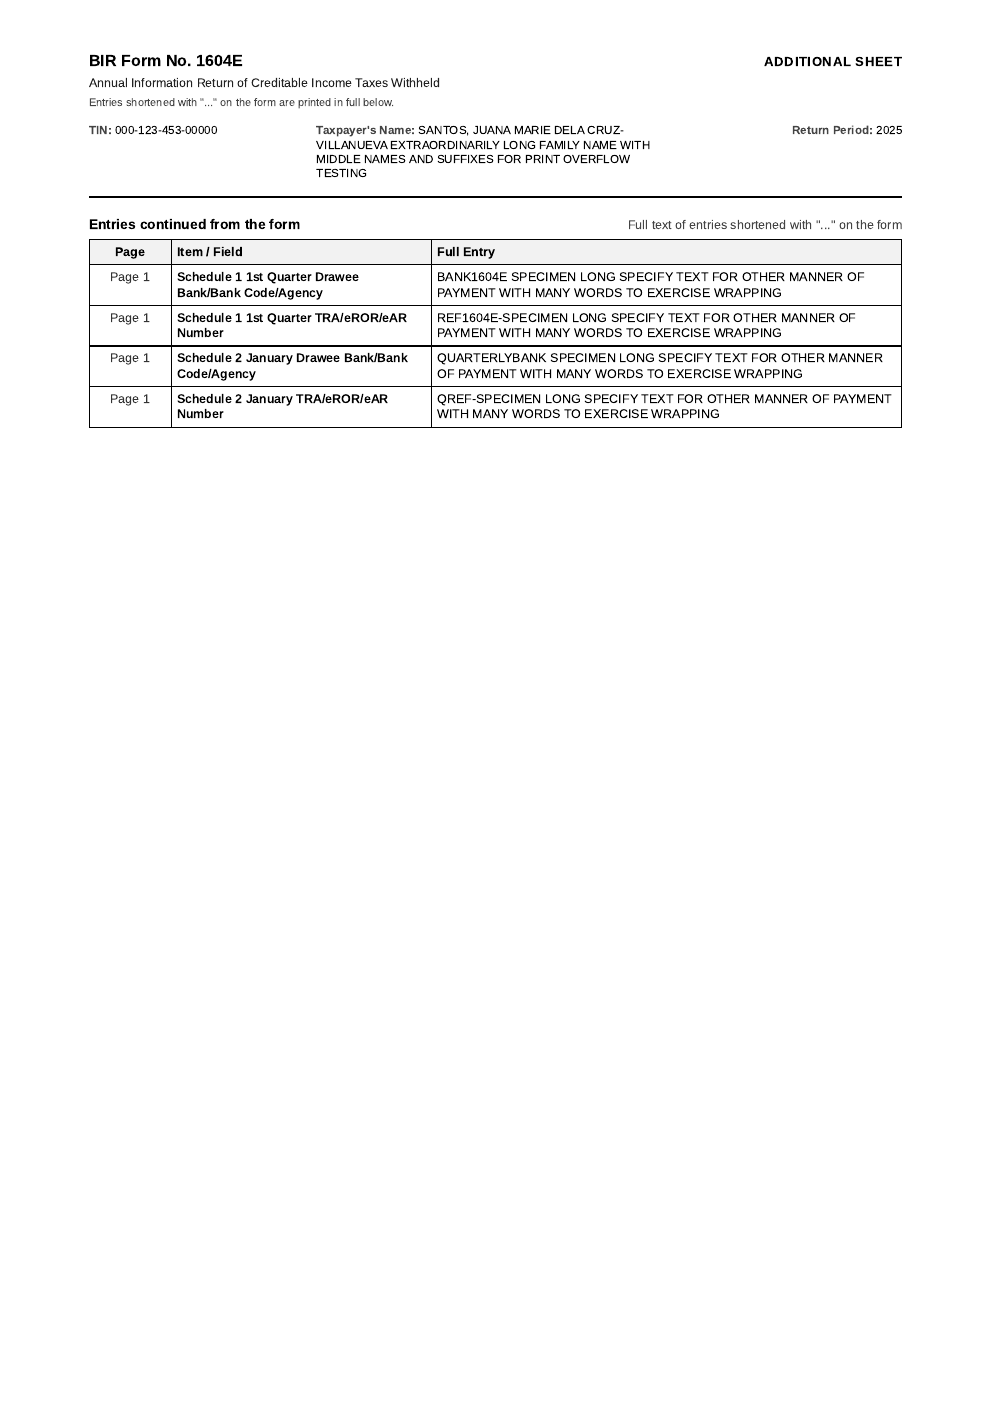 BIR Form No. 1604E
ADDITIONAL SHEET
Annual Information Return of Creditable Income Taxes Withheld
Entries shortened with "..." on the form are printed in full below.
TIN: 000-123-453-00000
Taxpayer's Name: SANTOS, JUANA MARIE DELA CRUZ-
VILLANUEVA EXTRAORDINARILY LONG FAMILY NAME WITH
MIDDLE NAMES AND SUFFIXES FOR PRINT OVERFLOW
TESTING
Return Period: 2025
Entries continued from the form
Full text of entries shortened with "..." on the form
Page
Item / Field
Full Entry
Page 1
Schedule 1 1st Quarter Drawee
Bank/Bank Code/Agency
BANK1604E SPECIMEN LONG SPECIFY TEXT FOR OTHER MANNER OF
PAYMENT WITH MANY WORDS TO EXERCISE WRAPPING
Page 1
Schedule 1 1st Quarter TRA/eROR/eAR
Number
REF1604E-SPECIMEN LONG SPECIFY TEXT FOR OTHER MANNER OF
PAYMENT WITH MANY WORDS TO EXERCISE WRAPPING
Page 1
Schedule 2 January Drawee Bank/Bank
Code/Agency
QUARTERLYBANK SPECIMEN LONG SPECIFY TEXT FOR OTHER MANNER
OF PAYMENT WITH MANY WORDS TO EXERCISE WRAPPING
Page 1
Schedule 2 January TRA/eROR/eAR
Number
QREF-SPECIMEN LONG SPECIFY TEXT FOR OTHER MANNER OF PAYMENT
WITH MANY WORDS TO EXERCISE WRAPPING